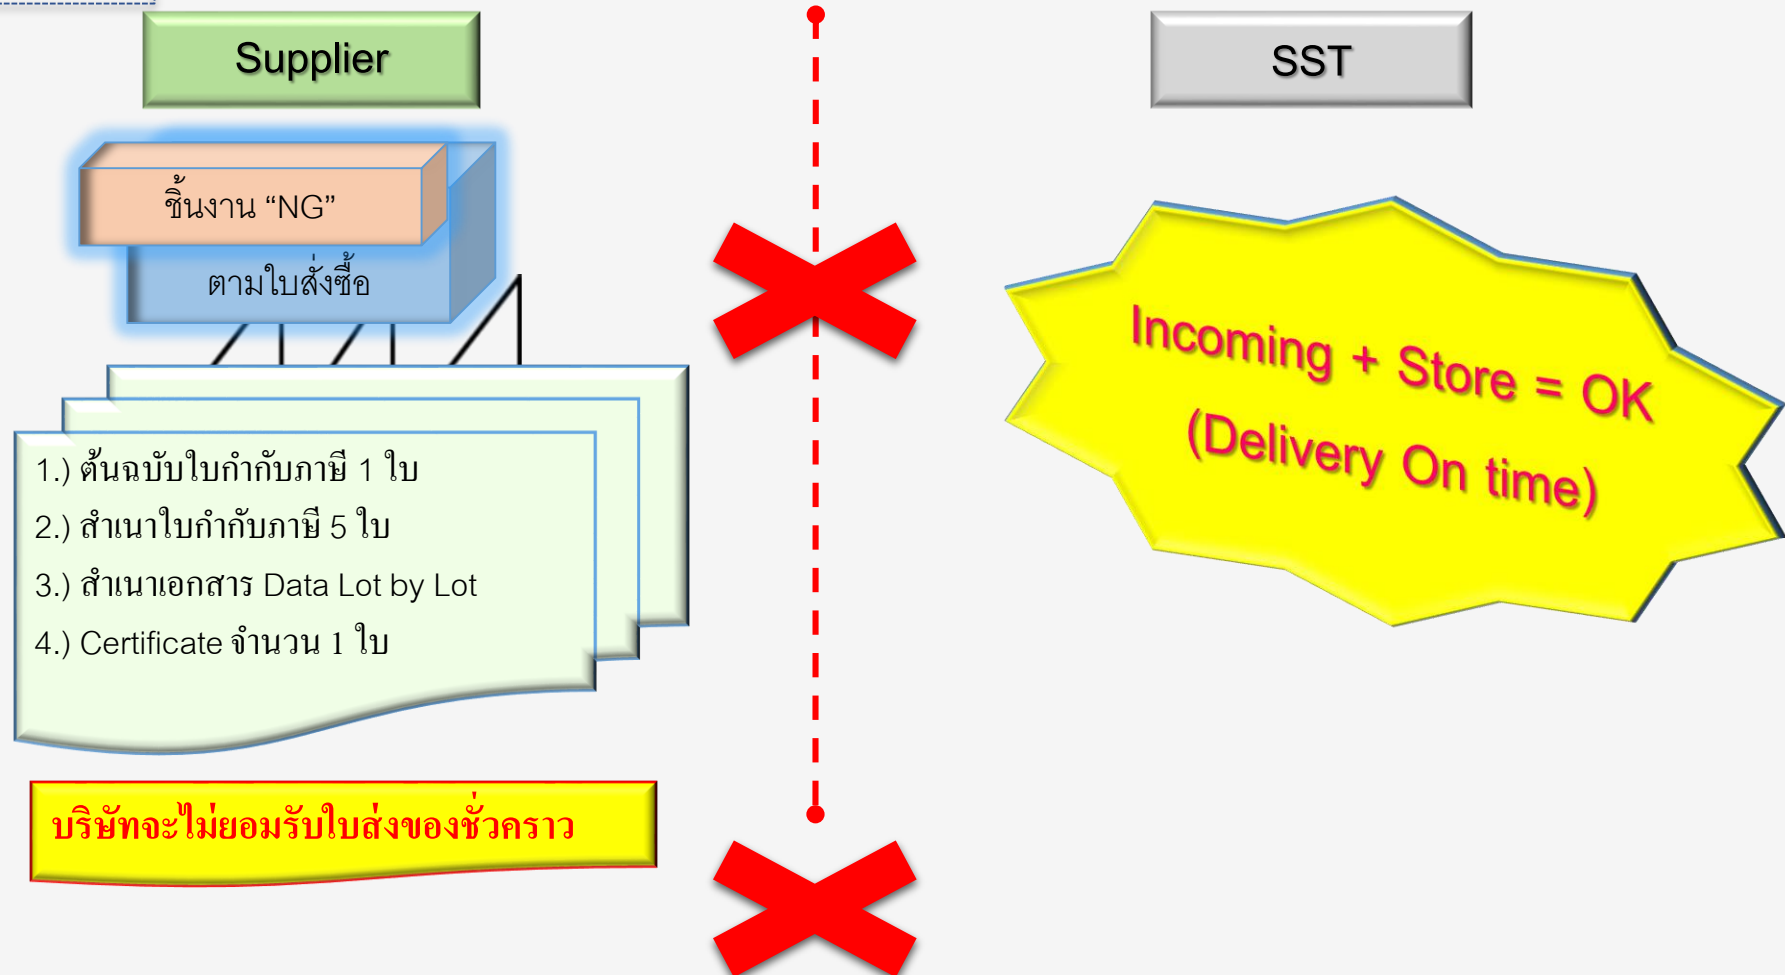 Supplier
SST
ชิ้นงาน “NG”
ตามใบสั่งซื้อ
1.) ต้นฉบับใบกำกับภาษี 1 ใบ
2.) สำเนาใบกำกับภาษี 5 ใบ
3.) สำเนาเอกสาร Data Lot by Lot
4.) Certificate จำนวน 1 ใบ
บริษัทจะไม่ยอมรับใบส่งของชั่วคราว
Incoming + Store = OK
(Delivery On time)